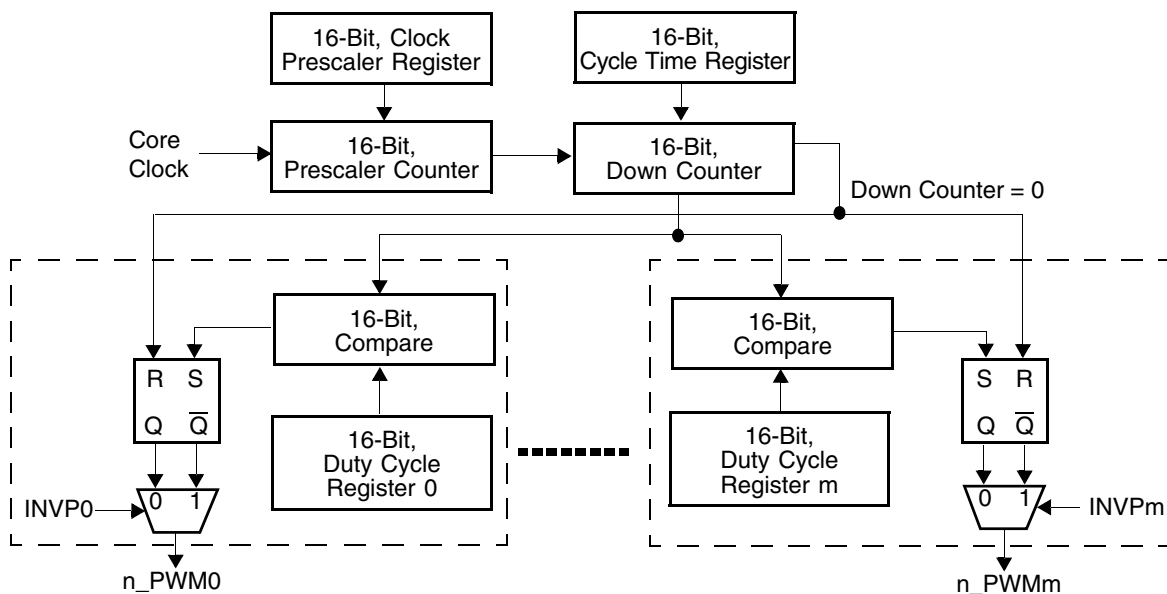 16-Bit, Clock
Prescaler Register
16-Bit,
Cycle Time Register
Core
Clock
16-Bit,
Prescaler Counter
16-Bit,
Down Counter
Down Counter = 0
16-Bit,
Compare
R S
Q Q̅
16-Bit,
Duty Cycle
Register 0
INVP0
0 1
n_PWM0
16-Bit,
Compare
S R
Q Q̅
16-Bit,
Duty Cycle
Register m
0 1
INVPm
n_PWMm